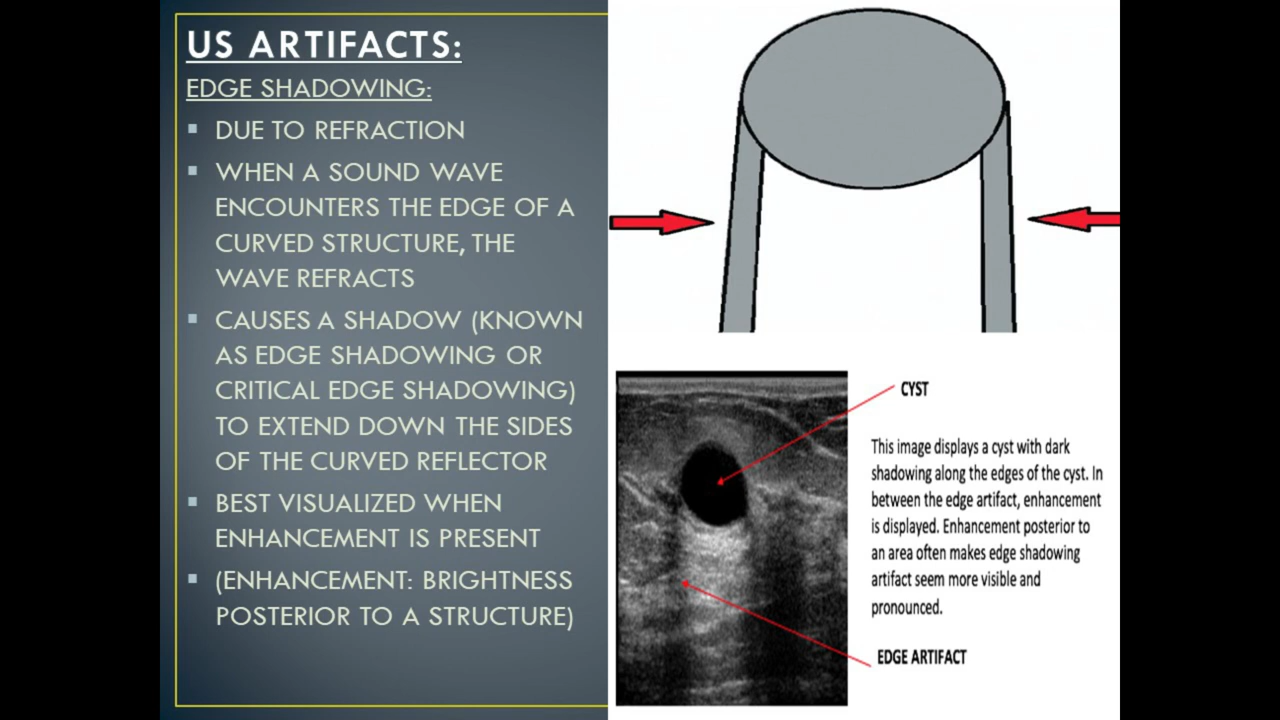 US ARTIFACTS:
EDGE SHADOWING:
▪ DUE TO REFRACTION
▪ WHEN A SOUND WAVE
ENCOUNTERS THE EDGE OF A
CURVED STRUCTURE, THE
WAVE REFRACTS
▪ CAUSES A SHADOW (KNOWN
AS EDGE SHADOWING OR
CRITICAL EDGE SHADOWING)
TO EXTEND DOWN THE SIDES
OF THE CURVED REFLECTOR
▪ BEST VISUALIZED WHEN
ENHANCEMENT IS PRESENT
▪ (ENHANCEMENT: BRIGHTNESS
POSTERIOR TO A STRUCTURE)
CYST
This image displays a cyst with dark
shadowing along the edges of the cyst. In
between the edge artifact, enhancement
is displayed. Enhancement posterior to
an area often makes edge shadowing
artifact seem more visible and
pronounced.
EDGE ARTIFACT